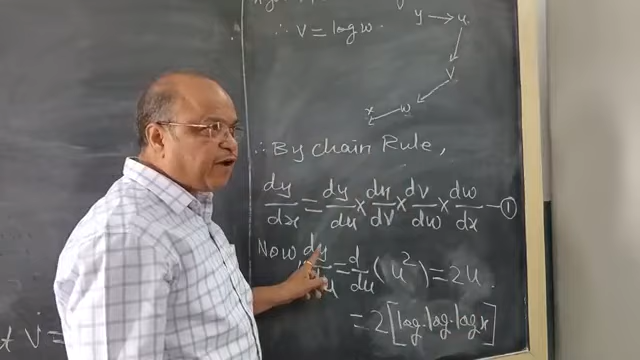 ∴ v = log w.
y → u
v
x w
∴ By chain Rule,
dy/dx = dy/du × du/dv × dv/dw × dw/dx — ①
Now dy/du = d/du (u²) = 2u
= 2[log.log.log x]